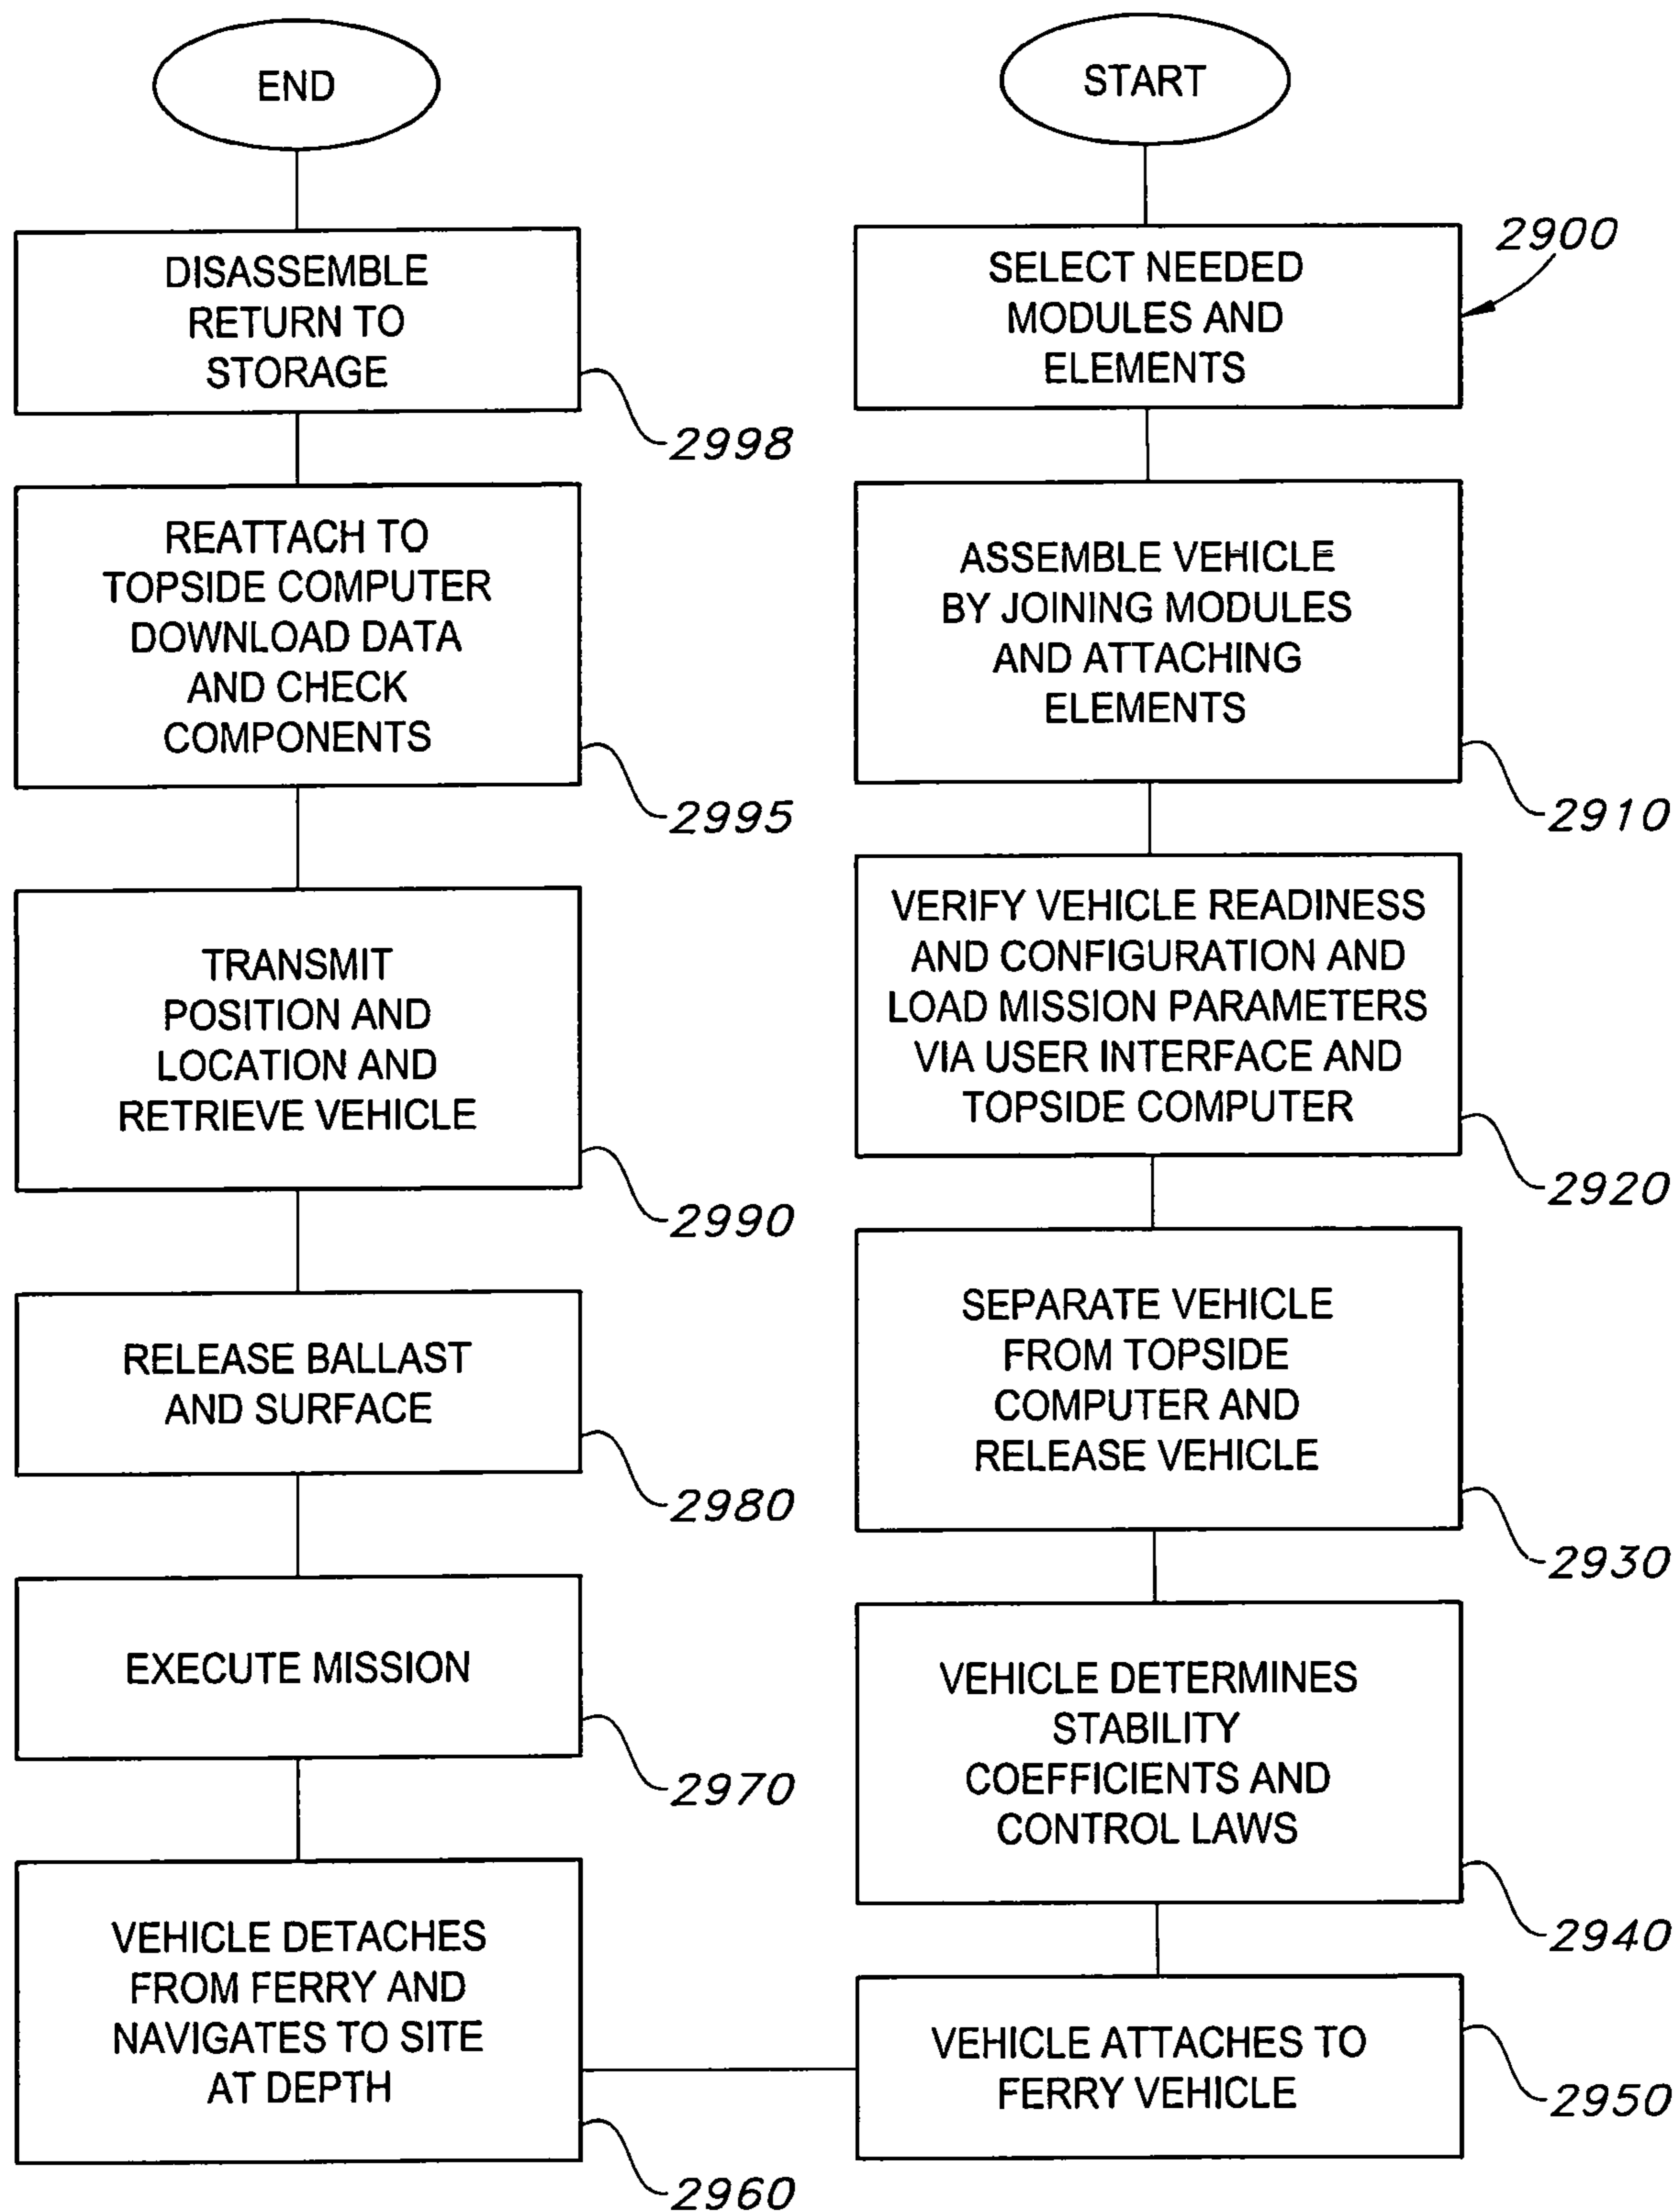 START
SELECT NEEDED
MODULES AND
ELEMENTS
2900
ASSEMBLE VEHICLE
BY JOINING MODULES
AND ATTACHING
ELEMENTS
2910
VERIFY VEHICLE READINESS
AND CONFIGURATION AND
LOAD MISSION PARAMETERS
VIA USER INTERFACE AND
TOPSIDE COMPUTER
2920
SEPARATE VEHICLE
FROM TOPSIDE
COMPUTER AND
RELEASE VEHICLE
2930
VEHICLE DETERMINES
STABILITY
COEFFICIENTS AND
CONTROL LAWS
2940
VEHICLE ATTACHES TO
FERRY VEHICLE
2950
VEHICLE DETACHES
FROM FERRY AND
NAVIGATES TO SITE
AT DEPTH
2960
EXECUTE MISSION
2970
RELEASE BALLAST
AND SURFACE
2980
TRANSMIT
POSITION AND
LOCATION AND
RETRIEVE VEHICLE
2990
REATTACH TO
TOPSIDE COMPUTER
DOWNLOAD DATA
AND CHECK
COMPONENTS
2995
DISASSEMBLE
RETURN TO
STORAGE
2998
END